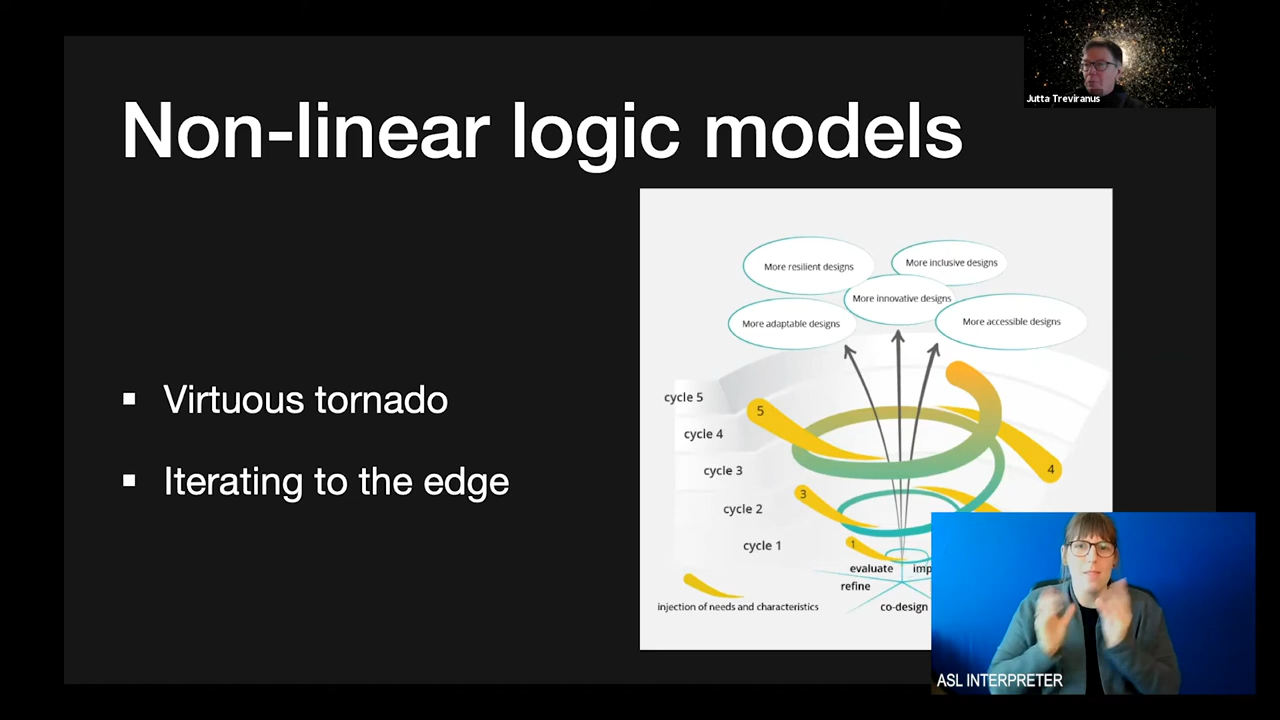 Jutta Treviranus
Non-linear logic models
Virtuous tornado
Iterating to the edge
More resilient designs
More inclusive designs
More innovative designs
More adaptable designs
More accessible designs
cycle 5
cycle 4
cycle 3
cycle 2
cycle 1
5
4
3
1
evaluate
imp
refine
co-design
injection of needs and characteristics
ASL INTERPRETER